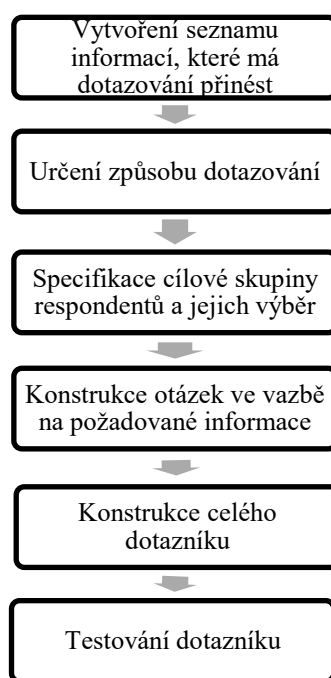 Vytvoření seznamu
informací, které má
dotazování přinést
Určení způsobu dotazování
Specifikace cílové skupiny
respondentů a jejich výběr
Konstrukce otázek ve vazbě
na požadované informace
Konstrukce celého
dotazníku
Testování dotazníku